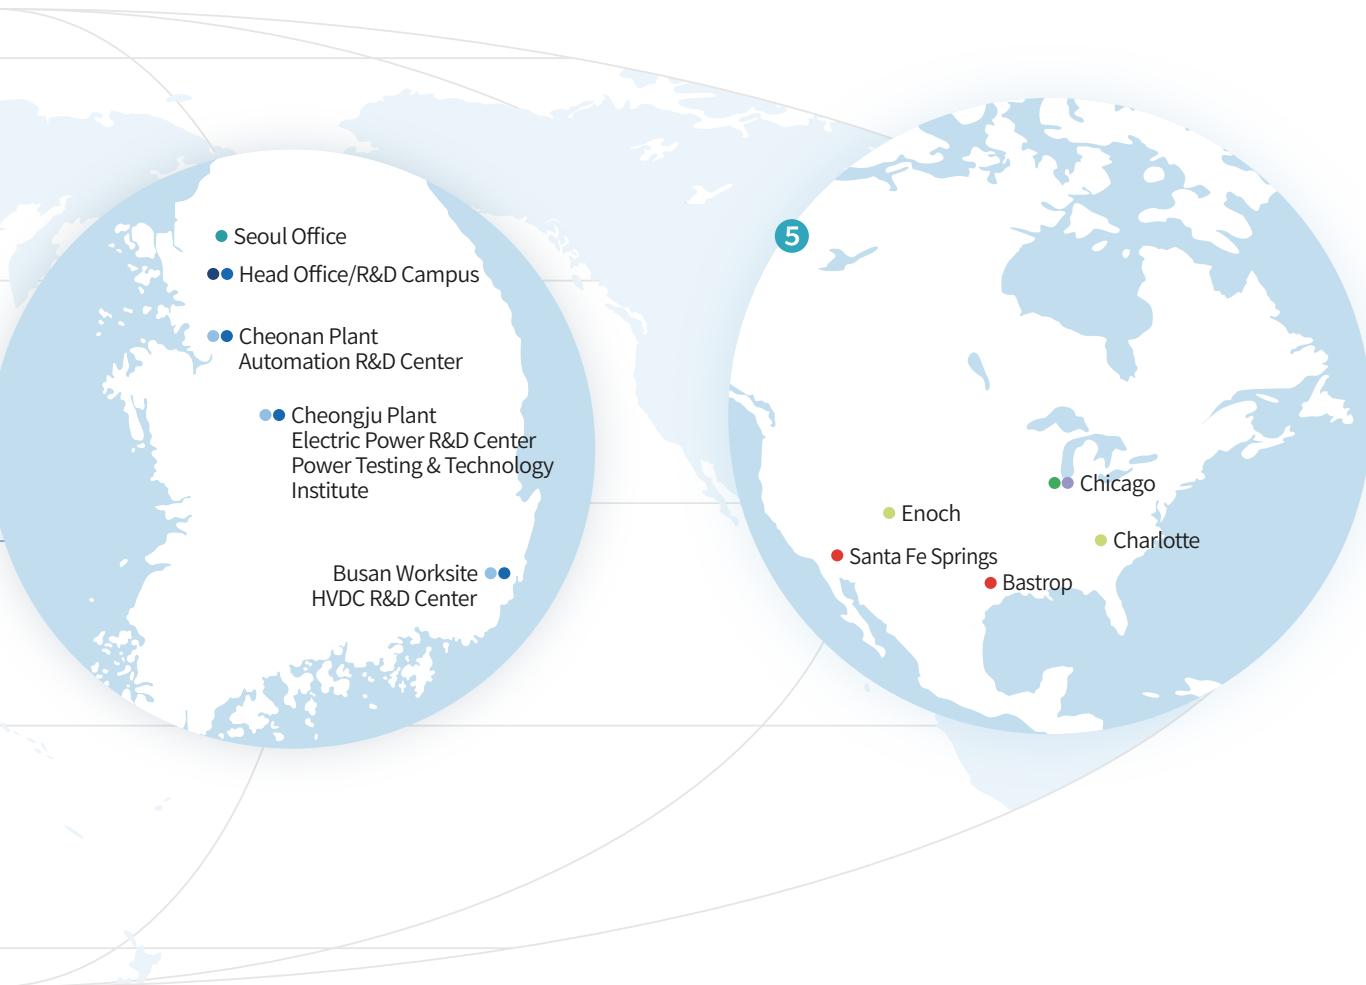 Seoul Office
Head Office/R&D Campus
Cheonan Plant
Automation R&D Center
Cheongju Plant
Electric Power R&D Center
Power Testing & Technology
Institute
Busan Worksite
HVDC R&D Center
5
Chicago
Enoch
Charlotte
Santa Fe Springs
Bastrop